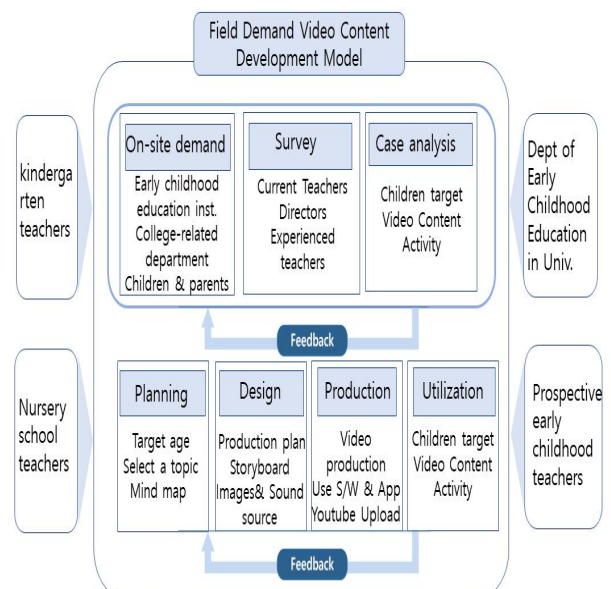 Field Demand Video Content
Development Model
kinderga
rten
teachers
On-site demand
Early childhood
education inst.
College-related
department
Children & parents
Survey
Current Teachers
Directors
Experienced
teachers
Case analysis
Children target
Video Content
Activity
Dept of
Early
Childhood
Education
in Univ.
Feedback
Nursery
school
teachers
Planning
Target age
Select a topic
Mind map
Design
Production plan
Storyboard
Images& Sound
source
Production
Video
production
Use S/W & App
Youtube Upload
Utilization
Children target
Video Content
Activity
Prospective
early
childhood
teachers
Feedback